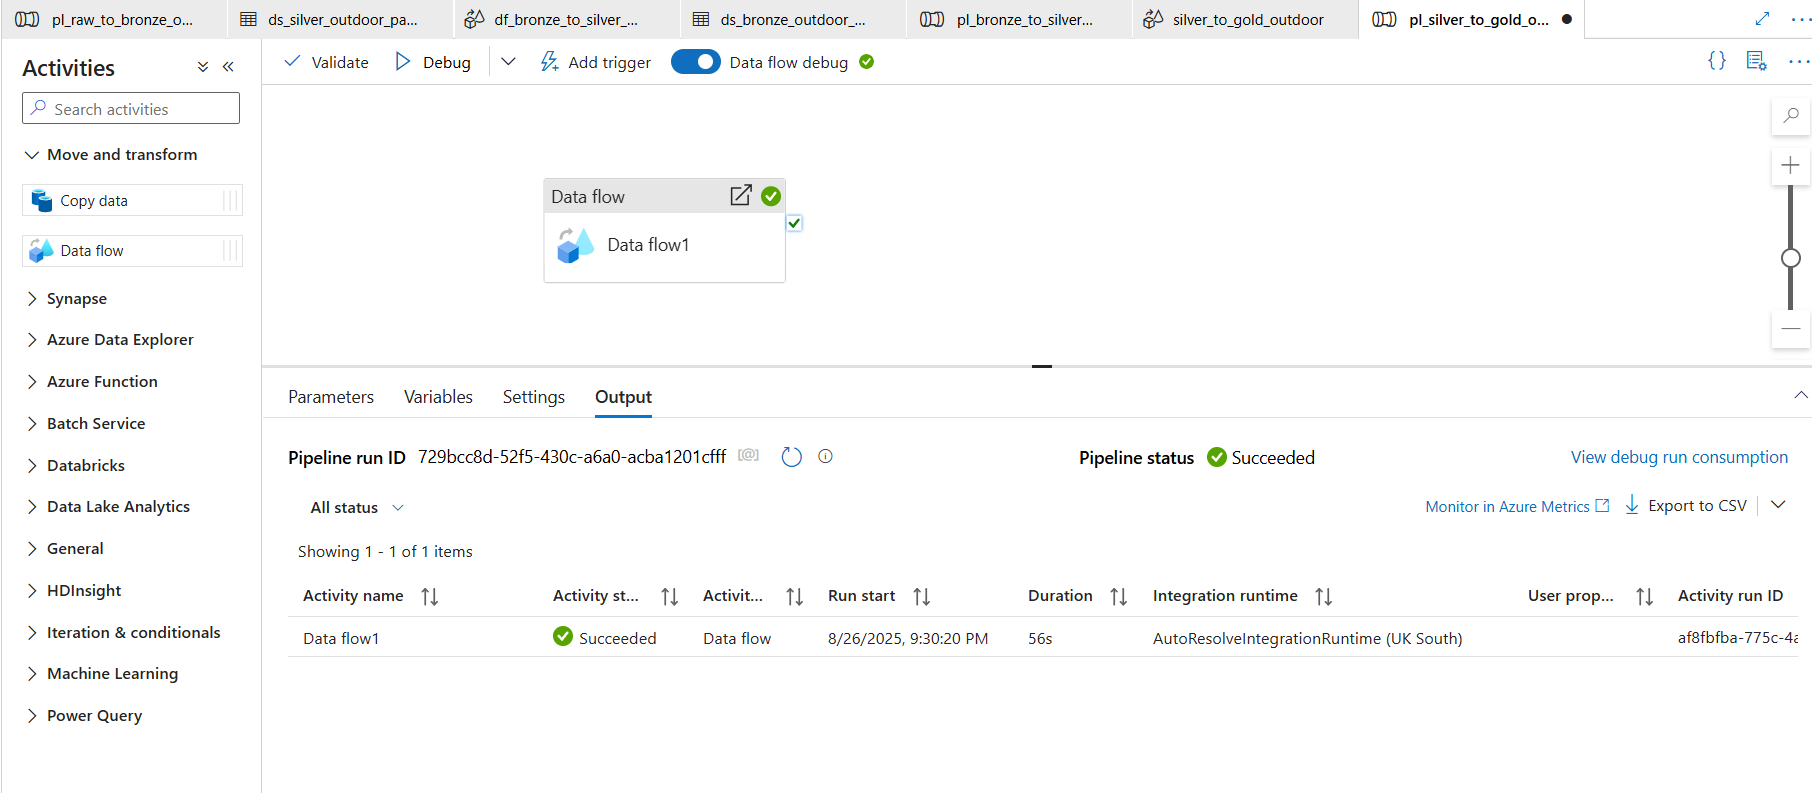 pl_raw_to_bronze_o...
ds_silver_outdoor_pa...
df_bronze_to_silver_...
ds_bronze_outdoor_...
pl_bronze_to_silver...
silver_to_gold_outdoor
pl_silver_to_gold_o...
Activities
Validate
Debug
Add trigger
Data flow debug
{}
Search activities
Move and transform
Copy data
Data flow
Synapse
Azure Data Explorer
Azure Function
Batch Service
Databricks
Data Lake Analytics
General
HDInsight
Iteration & conditionals
Machine Learning
Power Query
Data flow
Data flow1
Parameters
Variables
Settings
Output
Pipeline run ID 729bcc8d-52f5-430c-a6a0-acba1201cfff [@]
Pipeline status Succeeded
View debug run consumption
All status
Monitor in Azure Metrics
Export to CSV
Showing 1 - 1 of 1 items
Activity name
Activity st...
Activit...
Run start
Duration
Integration runtime
User prop...
Activity run ID
Data flow1
Succeeded
Data flow
8/26/2025, 9:30:20 PM
56s
AutoResolveIntegrationRuntime (UK South)
af8fbfba-775c-4a